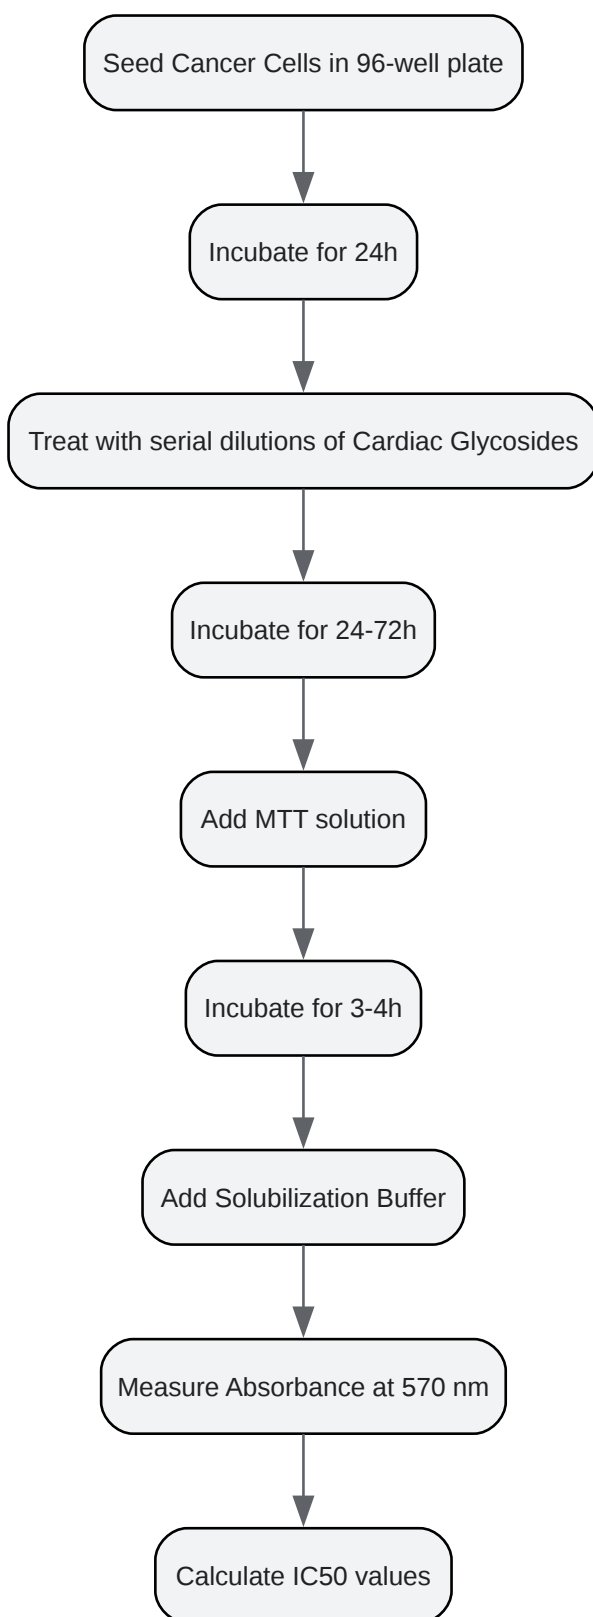 Seed Cancer Cells in 96-well plate
Incubate for 24h
Treat with serial dilutions of Cardiac Glycosides
Incubate for 24-72h
Add MTT solution
Incubate for 3-4h
Add Solubilization Buffer
Measure Absorbance at 570 nm
Calculate IC50 values